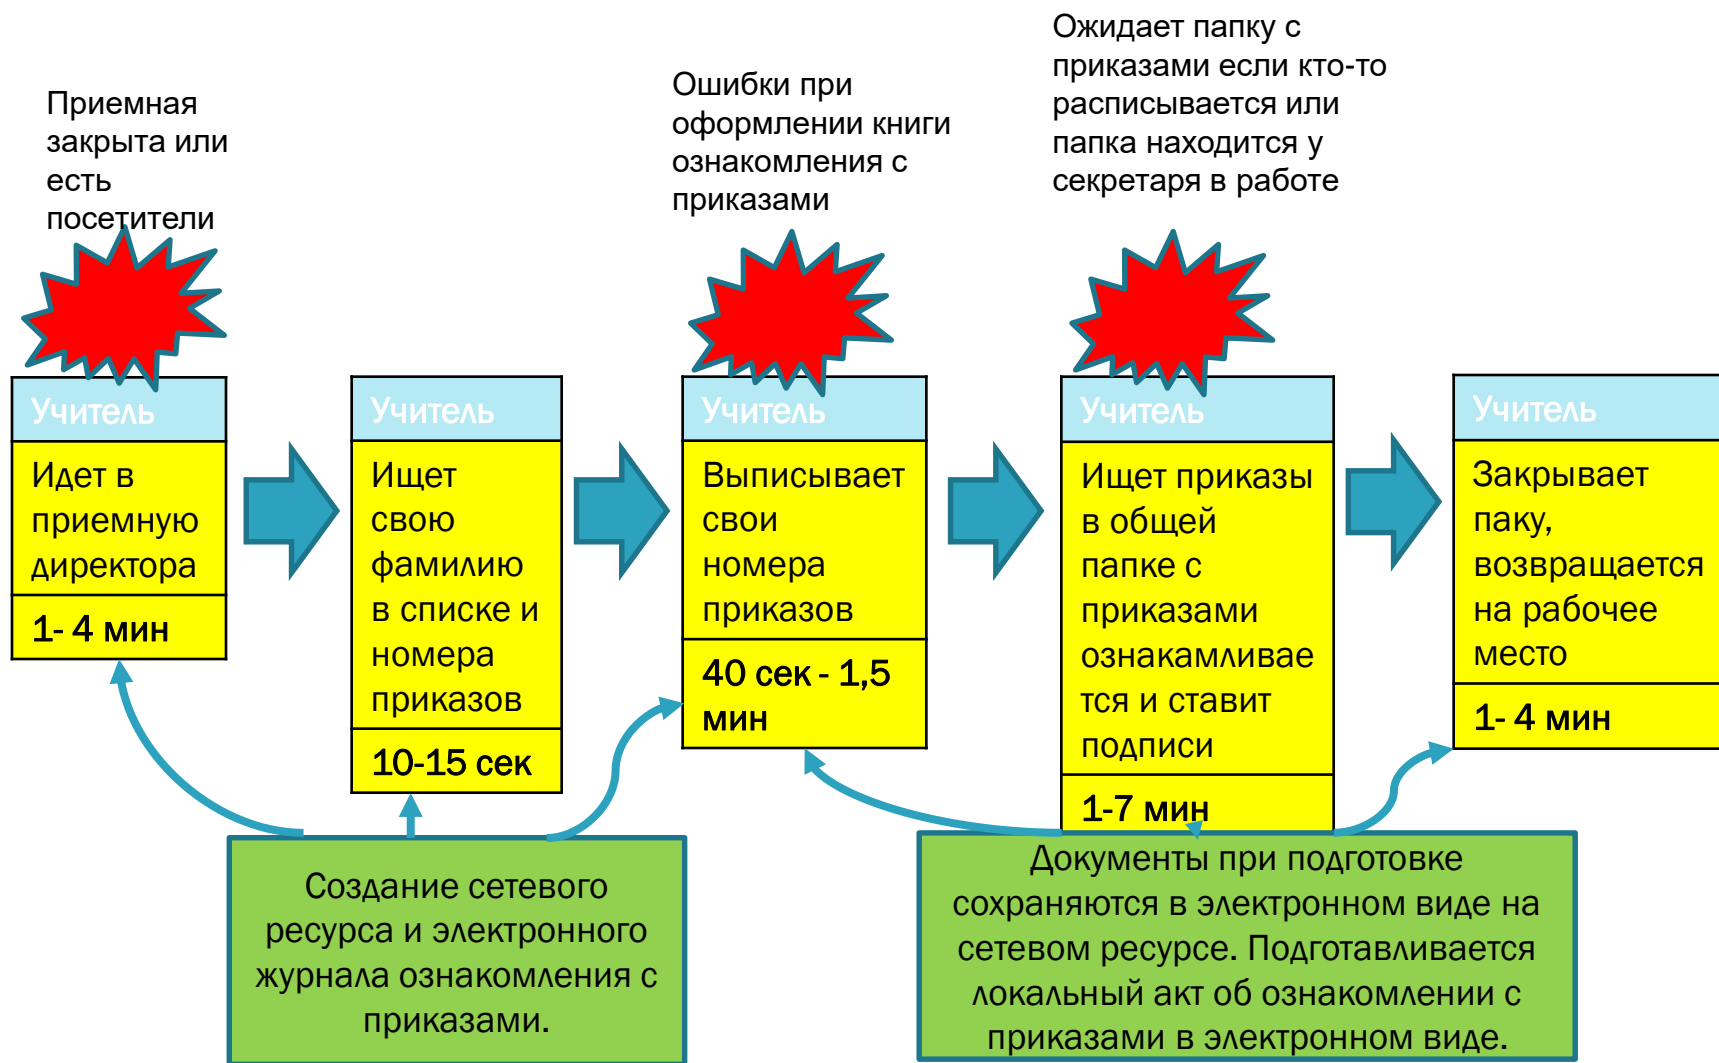 Приемная
закрыта или
есть
посетители
Ошибки при
оформлении книги
ознакомления с
приказами
Ожидает папку с
приказами если кто-то
расписывается или
папка находится у
секретаря в работе
Учитель
Идет в
приемную
директора
1- 4 мин
Учитель
Ищет
свою
фамилию
в списке и
номера
приказов
10-15 сек
Учитель
Выписывает
свои
номера
приказов
40 сек - 1,5
мин
Учитель
Ищет приказы
в общей
папке с
приказами
ознакамливае
тся и ставит
подписи
1-7 мин
Учитель
Закрывает
паку,
возвращается
на рабочее
место
1- 4 мин
Создание сетевого
ресурса и электронного
журнала ознакомления с
приказами.
Документы при подготовке
сохраняются в электронном виде на
сетевом ресурсе. Подготавливается
локальный акт об ознакомлении с
приказами в электронном виде.